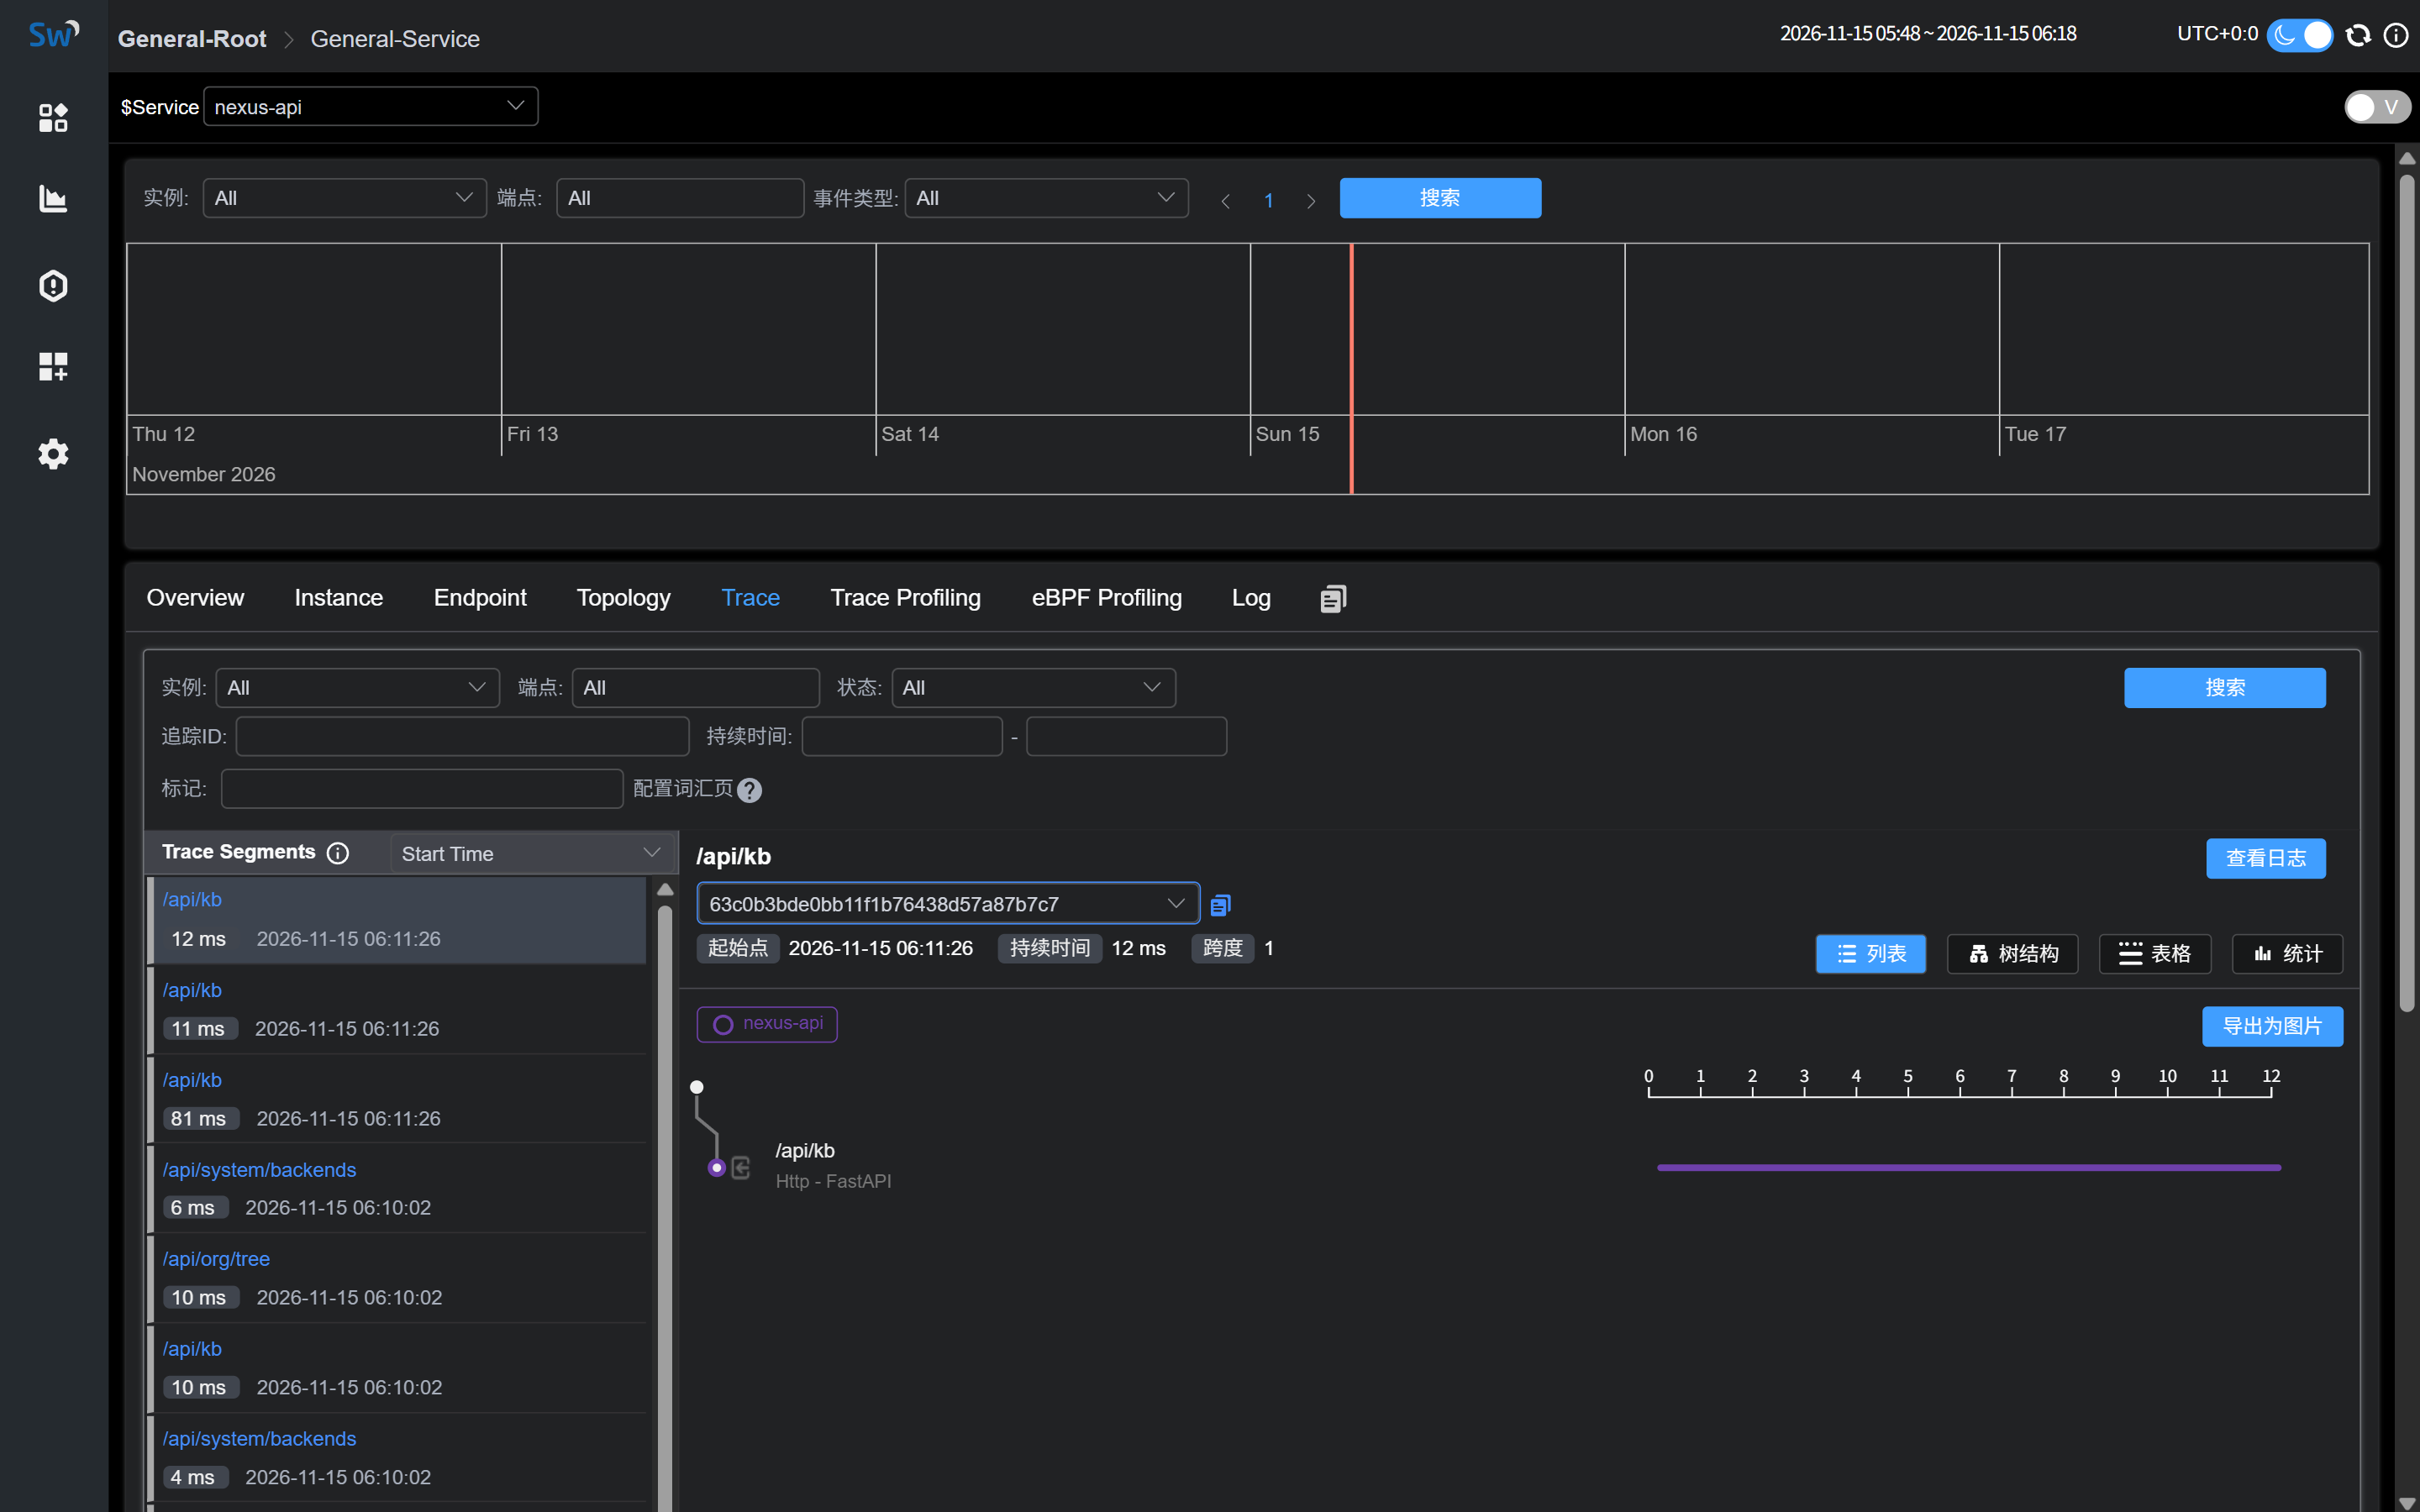 Sw
General-Root > General-Service
2026-11-15 05:48 ~ 2026-11-15 06:18
UTC+0:0
$Service nexus-api
V
实例: All 端点: All 事件类型: All < 1 > 搜索
Thu 12 Fri 13 Sat 14 Sun 15 Mon 16 Tue 17
November 2026
Overview Instance Endpoint Topology Trace Trace Profiling eBPF Profiling Log
实例: All 端点: All 状态: All 搜索
追踪ID: 持续时间: -
标记: 配置词汇页 ?
Trace Segments Start Time
/api/kb
12 ms 2026-11-15 06:11:26
/api/kb
11 ms 2026-11-15 06:11:26
/api/kb
81 ms 2026-11-15 06:11:26
/api/system/backends
6 ms 2026-11-15 06:10:02
/api/org/tree
10 ms 2026-11-15 06:10:02
/api/kb
10 ms 2026-11-15 06:10:02
/api/system/backends
4 ms 2026-11-15 06:10:02
/api/kb
查看日志
63c0b3bde0bb11f1b76438d57a87b7c7
起始点 2026-11-15 06:11:26 持续时间 12 ms 跨度 1
列表 树结构 表格 统计
nexus-api
导出为图片
0 1 2 3 4 5 6 7 8 9 10 11 12
/api/kb
Http - FastAPI